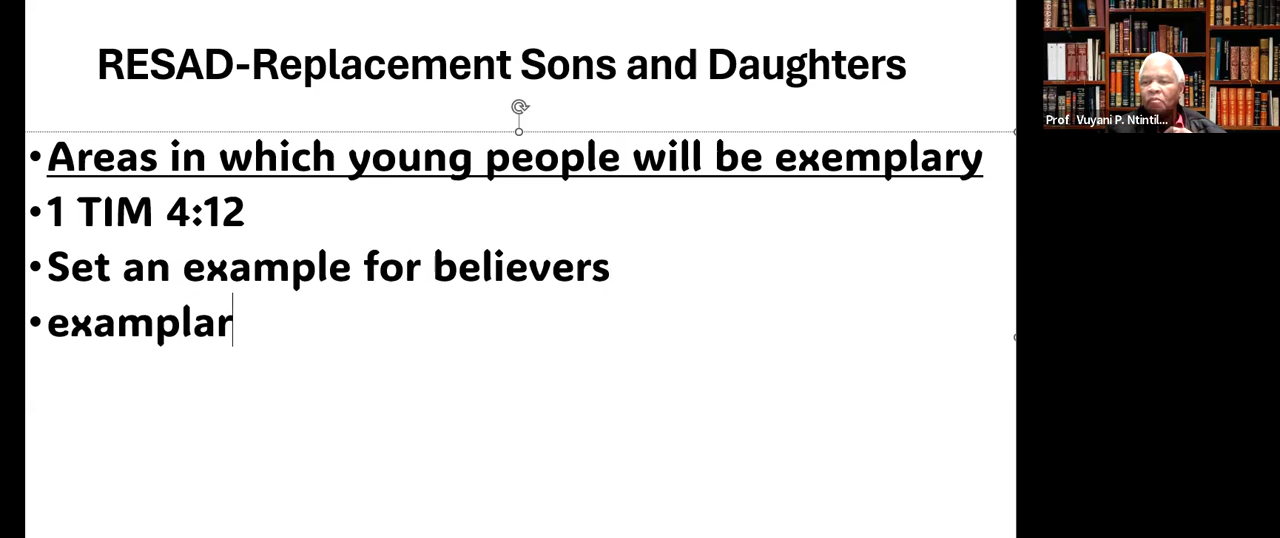 RESAD-Replacement Sons and Daughters
•Areas in which young people will be exemplary
•1 TIM 4:12
•Set an example for believers
•examplar
Prof Vuyani P. Ntintil...